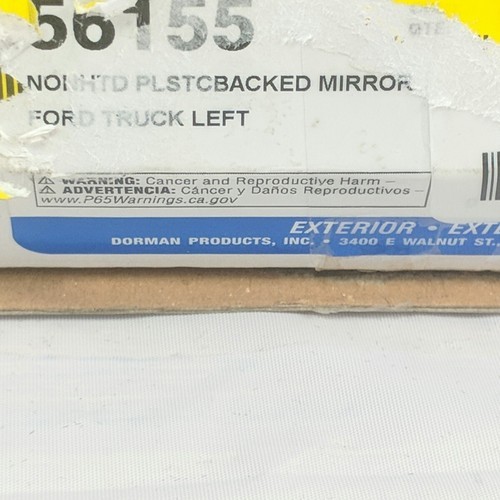 56155
NONHTD PLSTCBACKED MIRROR
FORD TRUCK LEFT
⚠ WARNING: Cancer and Reproductive Harm –
⚠ ADVERTENCIA: Cáncer y Daños Reproductivos –
www.P65Warnings.ca.gov
EXTERIOR •
DORMAN PRODUCTS, INC. • 3400 E WALNUT ST.,